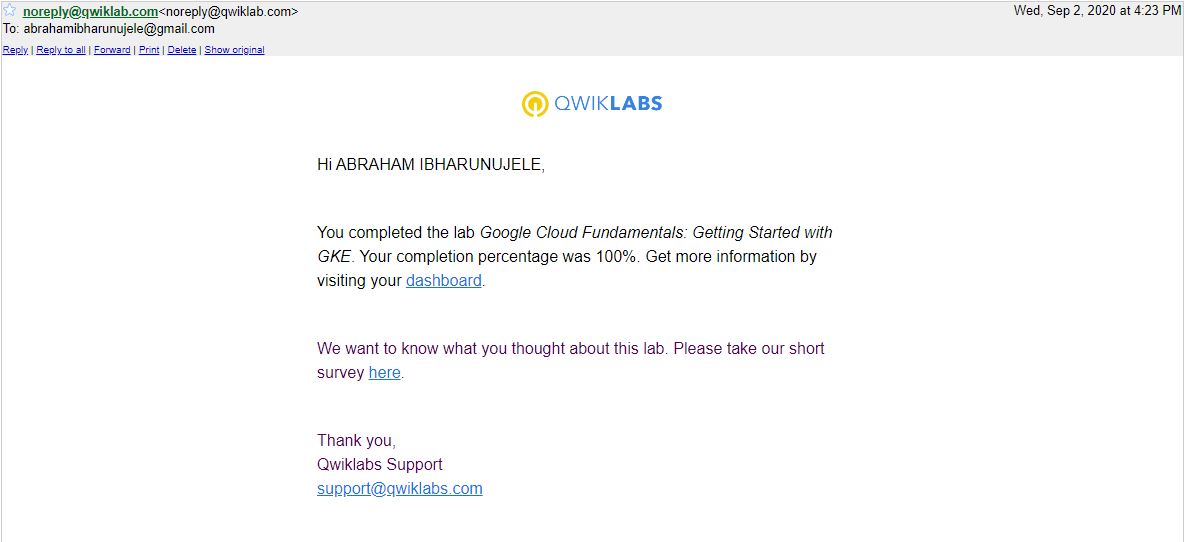 noreply@qwiklab.com<noreply@qwiklab.com> Wed, Sep 2, 2020 at 4:23 PM
To: abrahamibharunujele@gmail.com
Reply | Reply to all | Forward | Print | Delete | Show original
QWIKLABS
Hi ABRAHAM IBHARUNUJELE,
You completed the lab Google Cloud Fundamentals: Getting Started with
GKE. Your completion percentage was 100%. Get more information by
visiting your dashboard.
We want to know what you thought about this lab. Please take our short
survey here.
Thank you,
Qwiklabs Support
support@qwiklabs.com